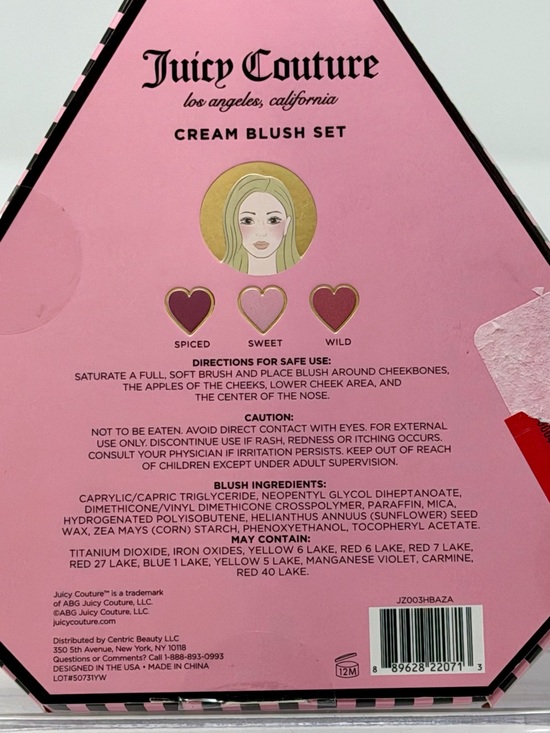 Juicy Couture
los angeles, california
CREAM BLUSH SET
SPICED SWEET WILD
DIRECTIONS FOR SAFE USE:
SATURATE A FULL, SOFT BRUSH AND PLACE BLUSH AROUND CHEEKBONES,
THE APPLES OF THE CHEEKS, LOWER CHEEK AREA, AND
THE CENTER OF THE NOSE.
CAUTION:
NOT TO BE EATEN. AVOID DIRECT CONTACT WITH EYES. FOR EXTERNAL
USE ONLY. DISCONTINUE USE IF RASH, REDNESS OR ITCHING OCCURS.
CONSULT YOUR PHYSICIAN IF IRRITATION PERSISTS. KEEP OUT OF REACH
OF CHILDREN EXCEPT UNDER ADULT SUPERVISION.
BLUSH INGREDIENTS:
CAPRYLIC/CAPRIC TRIGLYCERIDE, NEOPENTYL GLYCOL DIHEPTANOATE,
DIMETHICONE/VINYL DIMETHICONE CROSSPOLYMER, PARAFFIN, MICA,
HYDROGENATED POLYISOBUTENE, HELIANTHUS ANNUUS (SUNFLOWER) SEED
WAX, ZEA MAYS (CORN) STARCH, PHENOXYETHANOL, TOCOPHERYL ACETATE.
MAY CONTAIN:
TITANIUM DIOXIDE, IRON OXIDES, YELLOW 6 LAKE, RED 6 LAKE, RED 7 LAKE,
RED 27 LAKE, BLUE 1 LAKE, YELLOW 5 LAKE, MANGANESE VIOLET, CARMINE,
RED 40 LAKE.
Juicy Couture™ is a trademark
of ABG Juicy Couture, LLC.
©ABG Juicy Couture, LLC.
juicycouture.com
Distributed by Centric Beauty LLC
350 5th Avenue, New York, NY 10118
Questions or Comments? Call 1-888-893-0993
DESIGNED IN THE USA • MADE IN CHINA
LOT#50731YW
12M
JZ003HBAZA
8 89628 22071 3